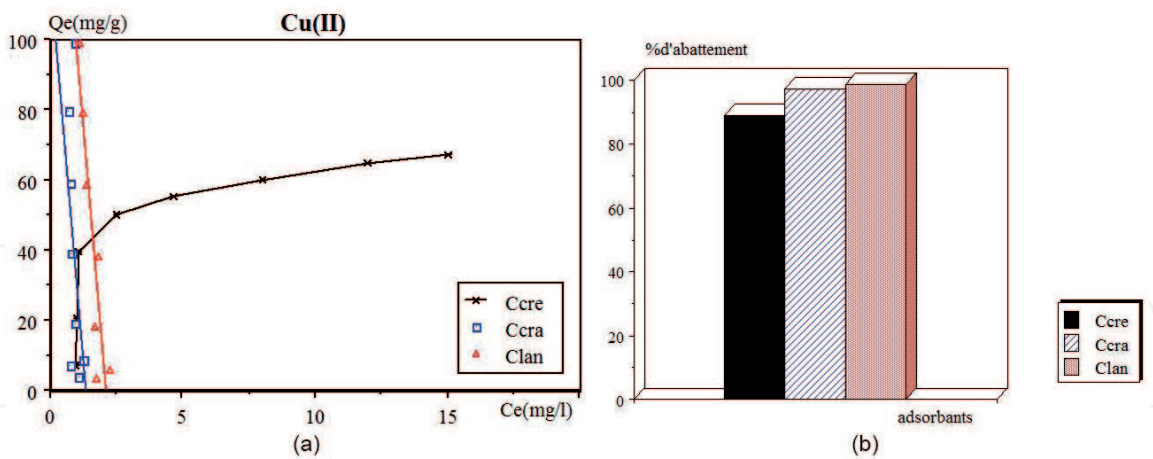 Qe(mg/g)
Cu(II)
100
80
60
40
20
0
0
5
10
15
Ce(mg/l)
Ccre
Ccra
Clan
(a)
%d'abattement
100
80
60
40
20
0
adsorbants
Ccre
Ccra
Clan
(b)